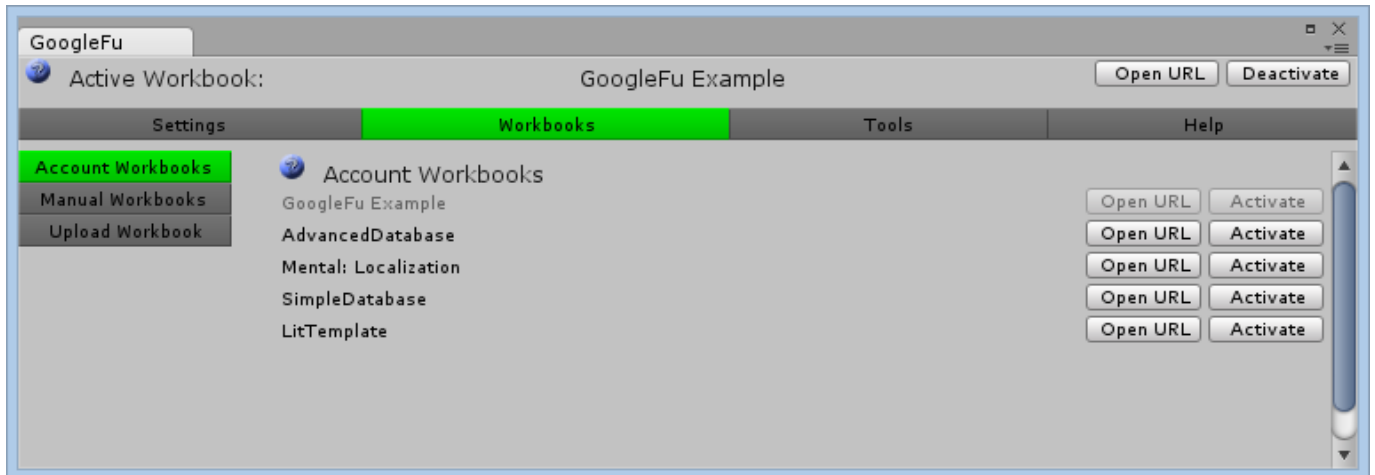 GoogleFu
Active Workbook: GoogleFu Example Open URL Deactivate
Settings Workbooks Tools Help
Account Workbooks
Manual Workbooks
Upload Workbook
Account Workbooks
GoogleFu Example Open URL Activate
AdvancedDatabase Open URL Activate
Mental: Localization Open URL Activate
SimpleDatabase Open URL Activate
LitTemplate Open URL Activate